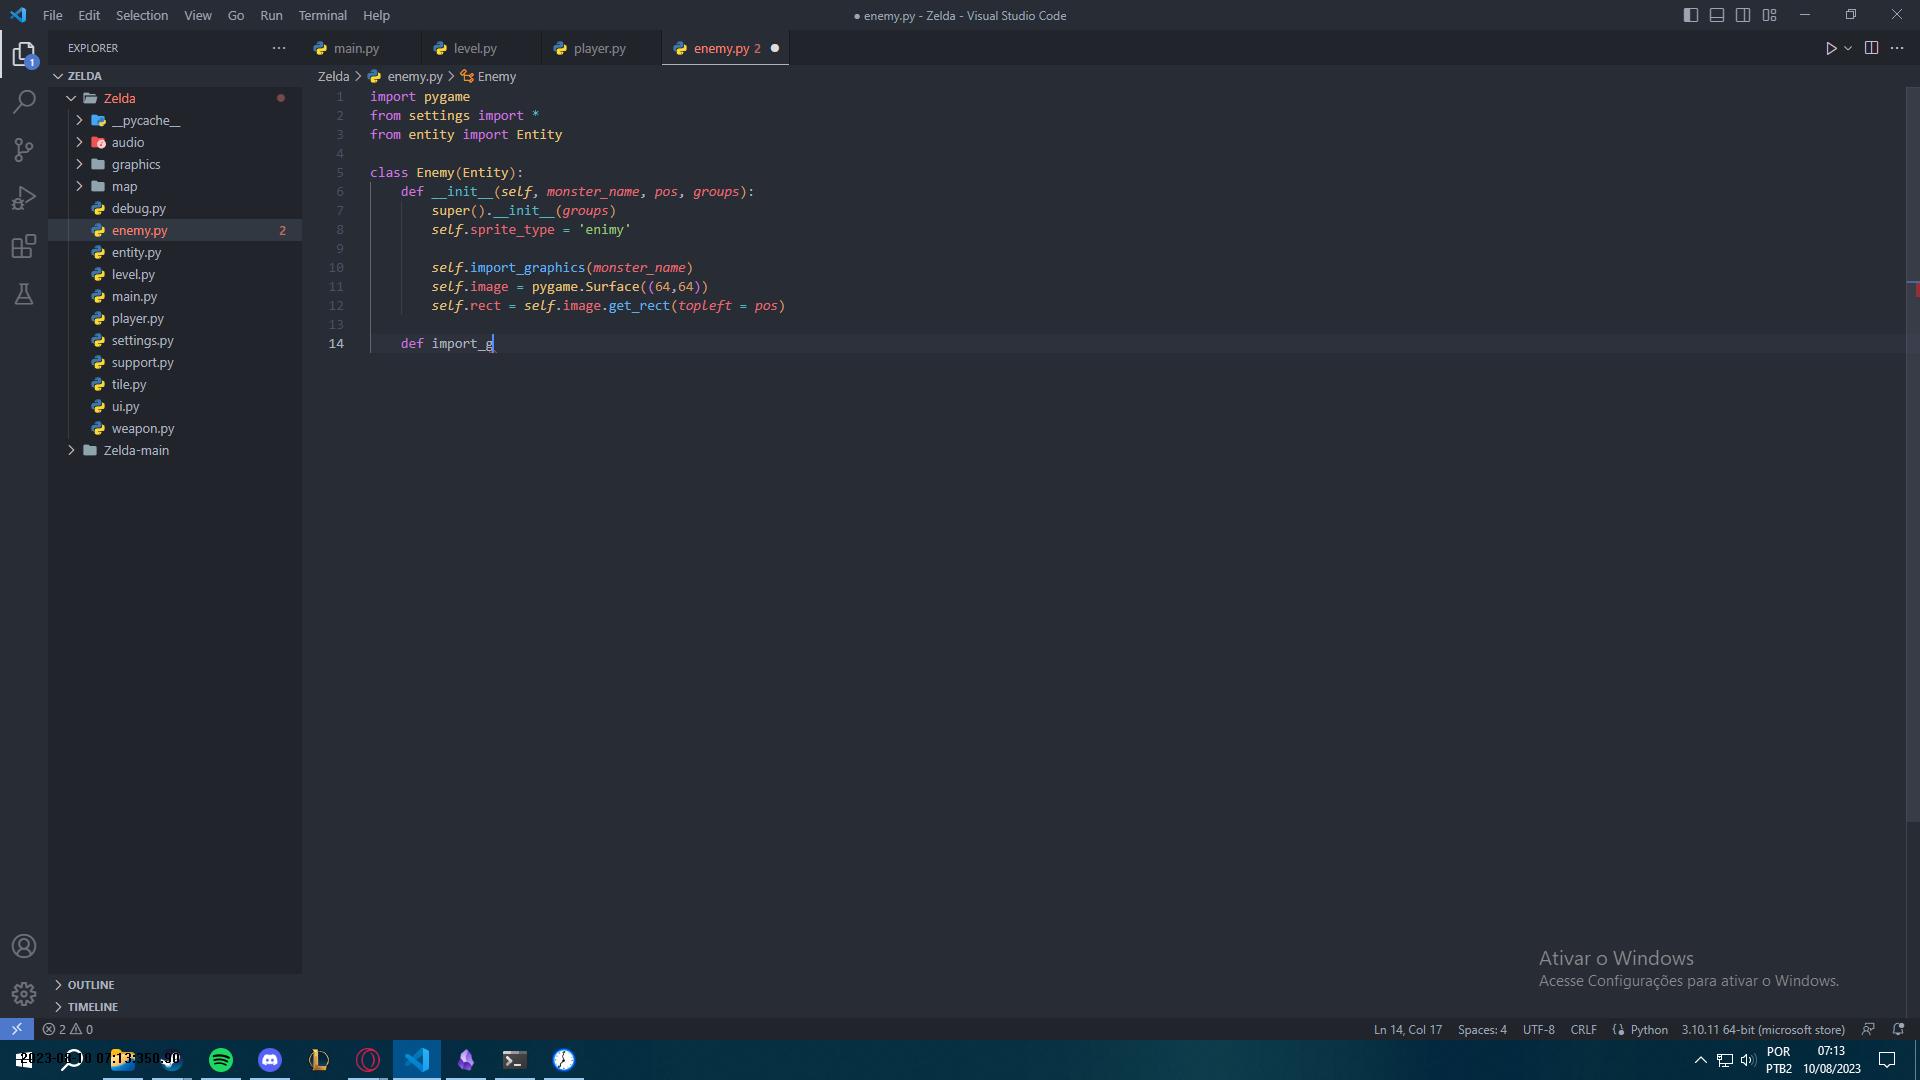 File Edit Selection View Go Run Terminal Help
● enemy.py - Zelda - Visual Studio Code
EXPLORER
main.py
level.py
player.py
enemy.py 2
ZELDA
Zelda > enemy.py > Enemy
Zelda
__pycache__
audio
graphics
map
debug.py
enemy.py 2
entity.py
level.py
main.py
player.py
settings.py
support.py
tile.py
ui.py
weapon.py
Zelda-main
1 import pygame
2 from settings import *
3 from entity import Entity
4
5 class Enemy(Entity):
6 def __init__(self, monster_name, pos, groups):
7 super().__init__(groups)
8 self.sprite_type = 'enimy'
9
10 self.import_graphics(monster_name)
11 self.image = pygame.Surface((64,64))
12 self.rect = self.image.get_rect(topleft = pos)
13
14 def import_g
Ativar o Windows
Acesse Configurações para ativar o Windows.
OUTLINE
TIMELINE
1
2 0
Ln 14, Col 17 Spaces: 4 UTF-8 CRLF Python 3.10.11 64-bit (microsoft store)
POR
PTB2
07:13
10/08/2023